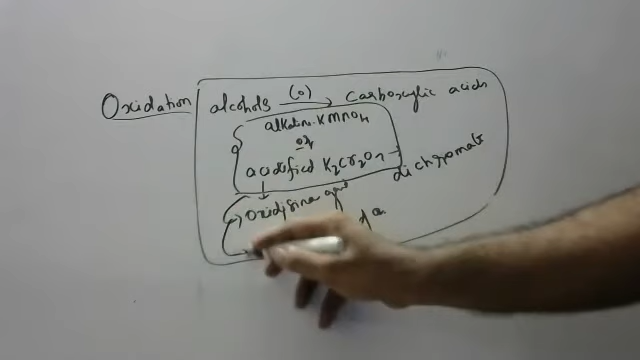 Oxidation alcohols (o) carboxylic acids
alkaline KMnO4
or
acidified K2Cr2O7
dichromate
oxidising agent